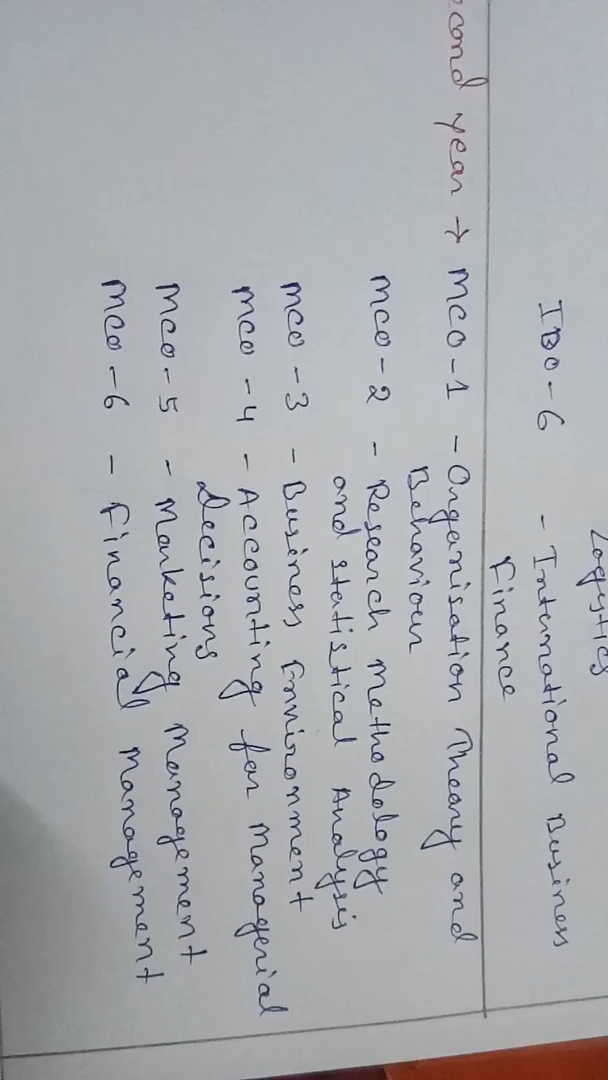 Logistics
IBO-6 - International Business
Finance
econd year → MCO-1 - Organisation Theory and
Behaviour
MCO-2 - Research Methodology
and Statistical Analysis
MCO-3 - Business Environment
MCO-4 - Accounting for Managerial
Decisions
MCO-5 - Marketing Management
MCO-6 - Financial Management